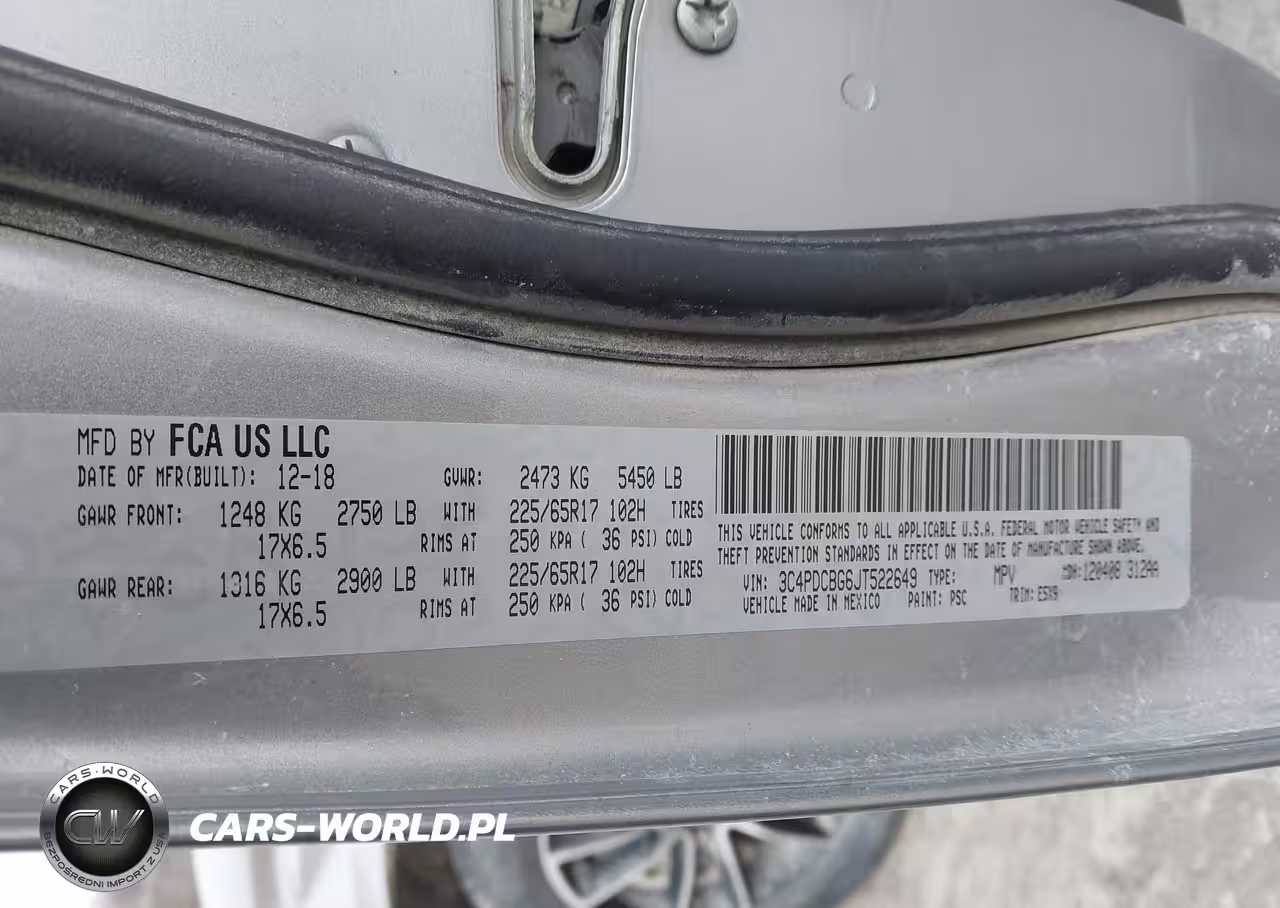 MFD BY FCA US LLC
DATE OF MFR(BUILT): 12-18 GVWR: 2473 KG 5450 LB
GAWR FRONT: 1248 KG 2750 LB WITH 225/65R17 102H TIRES
17X6.5 RIMS AT 250 KPA ( 36 PSI) COLD
GAWR REAR: 1316 KG 2900 LB WITH 225/65R17 102H TIRES
17X6.5 RIMS AT 250 KPA ( 36 PSI) COLD
THIS VEHICLE CONFORMS TO ALL APPLICABLE U.S.A. FEDERAL MOTOR VEHICLE SAFETY AND
THEFT PREVENTION STANDARDS IN EFFECT ON THE DATE OF MANUFACTURE SHOWN ABOVE.
VIN: 3C4PDCBG6JT522649 TYPE: MPV MDH:120408 312AA
VEHICLE MADE IN MEXICO PAINT: PSC TRIM:
CARS-WORLD
CW
BEZPOŚREDNI IMPORT Z USA
CARS-WORLD.PL